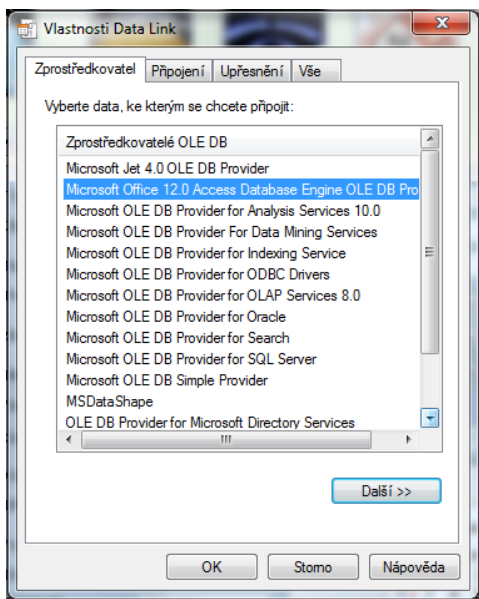 Vlastnosti Data Link
Zprostředkovatel Připojení Upřesnění Vše
Vyberte data, ke kterým se chcete připojit:
Zprostředkovatelé OLE DB
Microsoft Jet 4.0 OLE DB Provider
Microsoft Office 12.0 Access Database Engine OLE DB Pro
Microsoft OLE DB Provider for Analysis Services 10.0
Microsoft OLE DB Provider For Data Mining Services
Microsoft OLE DB Provider for Indexing Service
Microsoft OLE DB Provider for ODBC Drivers
Microsoft OLE DB Provider for OLAP Services 8.0
Microsoft OLE DB Provider for Oracle
Microsoft OLE DB Provider for Search
Microsoft OLE DB Provider for SQL Server
Microsoft OLE DB Simple Provider
MSDataShape
OLE DB Provider for Microsoft Directory Services
Další >>
OK Storno Nápověda